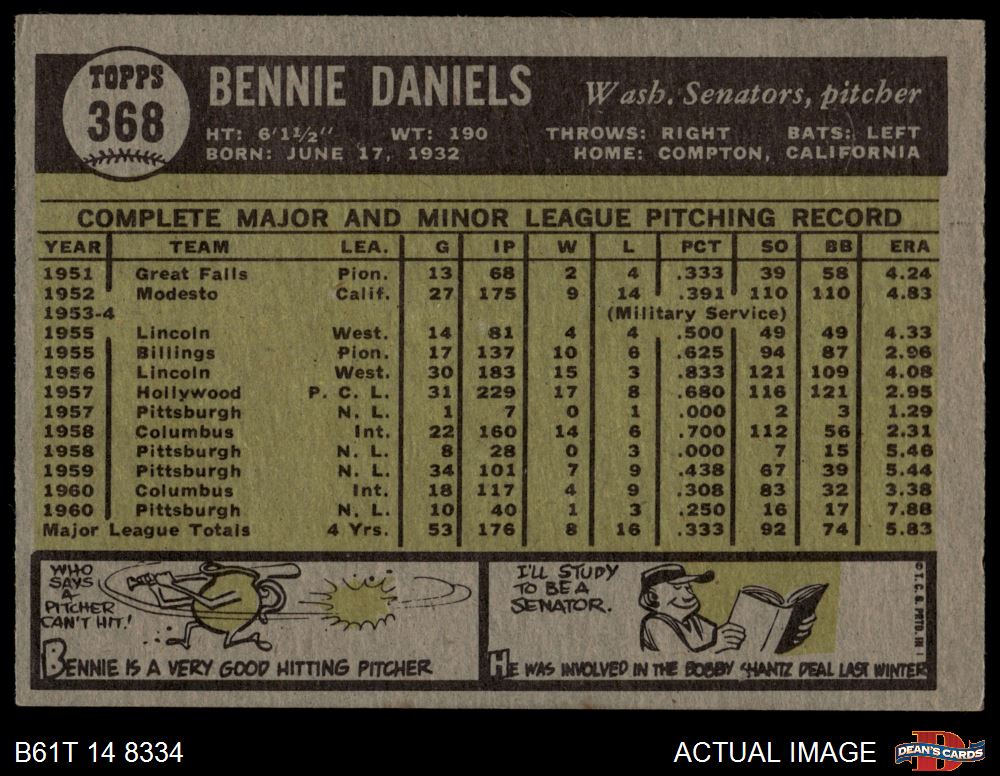 TOPPS
368
BENNIE DANIELS
Wash. Senators, pitcher
HT: 6'1½" WT: 190 THROWS: RIGHT BATS: LEFT
BORN: JUNE 17, 1932 HOME: COMPTON, CALIFORNIA
COMPLETE MAJOR AND MINOR LEAGUE PITCHING RECORD
YEAR TEAM LEA. G IP W L PCT SO BB ERA
1951 Great Falls Pion. 13 68 2 4 .333 39 58 4.24
1952 Modesto Calif. 27 175 9 14 .391 110 110 4.83
1953-4 (Military Service)
1955 Lincoln West. 14 81 4 4 .500 49 49 4.33
1955 Billings Pion. 17 137 10 6 .625 94 87 2.96
1956 Lincoln West. 30 183 15 3 .833 121 109 4.08
1957 Hollywood P. C. L. 31 229 17 8 .680 116 121 2.95
1957 Pittsburgh N. L. 1 7 0 1 .000 2 3 1.29
1958 Columbus Int. 22 160 14 6 .700 112 56 2.31
1958 Pittsburgh N. L. 8 28 0 3 .000 7 15 5.46
1959 Pittsburgh N. L. 34 101 7 9 .438 67 39 5.44
1960 Columbus Int. 18 117 4 9 .308 83 32 3.38
1960 Pittsburgh N. L. 10 40 1 3 .250 16 17 7.88
Major League Totals 4 Yrs. 53 176 8 16 .333 92 74 5.83
WHO
SAYS
A
PITCHER
CAN'T HIT!
BENNIE IS A VERY GOOD HITTING PITCHER
I'LL STUDY
TO BE A
SENATOR.
HE WAS INVOLVED IN THE BOBBY SHANTZ DEAL LAST WINTER
© T. C. G. PRTD. IN
B61T 14 8334
ACTUAL IMAGE
DEAN'S CARDS